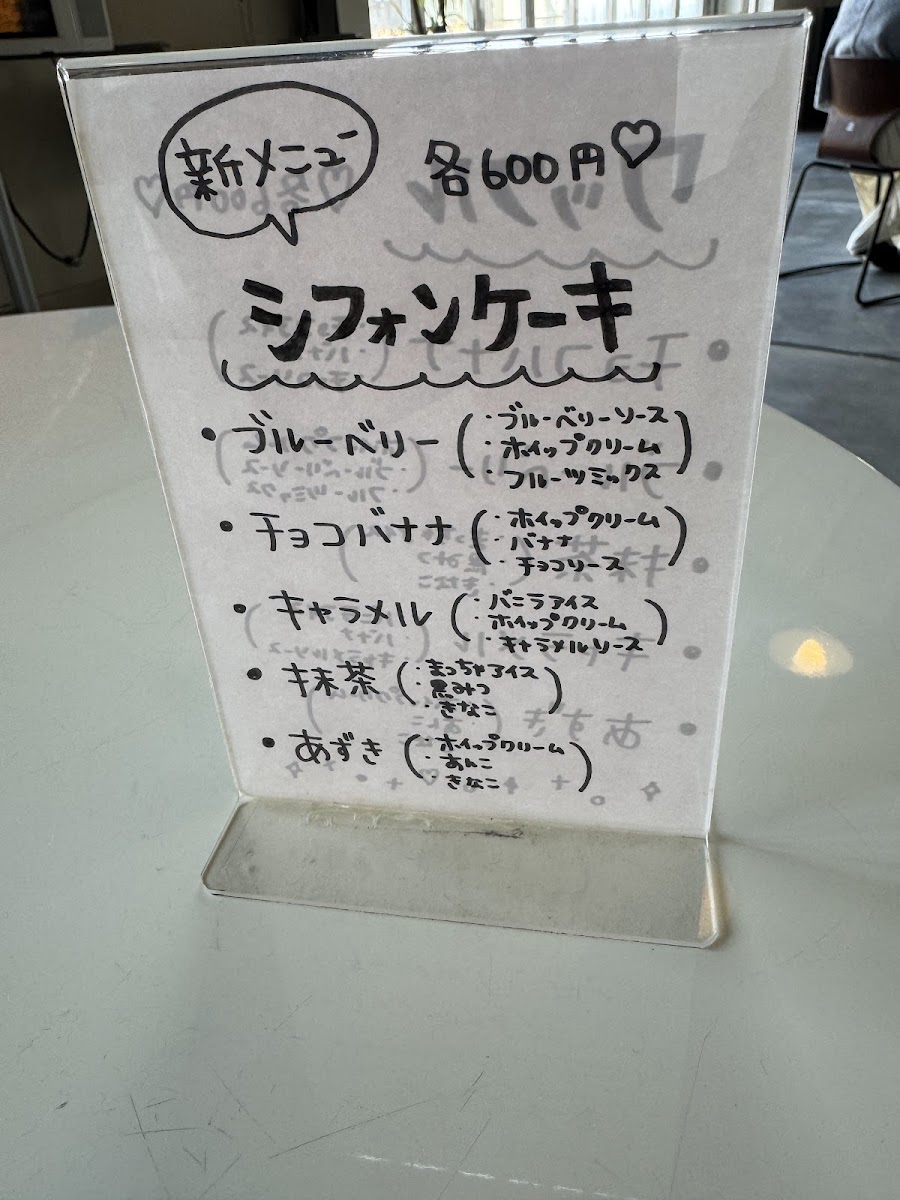 新メニュー
各600円♡
シフォンケーキ
・ブルーベリー(・ブルーベリーソース
・ホイップクリーム
・フルーツミックス)
・チョコバナナ(・ホイップクリーム
・バナナ
・チョコソース)
・キャラメル(・バニラアイス
・ホイップクリーム
・キャラメルソース)
・抹茶(・まっちゃアイス
・黒みつ
・きなこ)
・あずき(・ホイップクリーム
・あんこ
・きなこ)